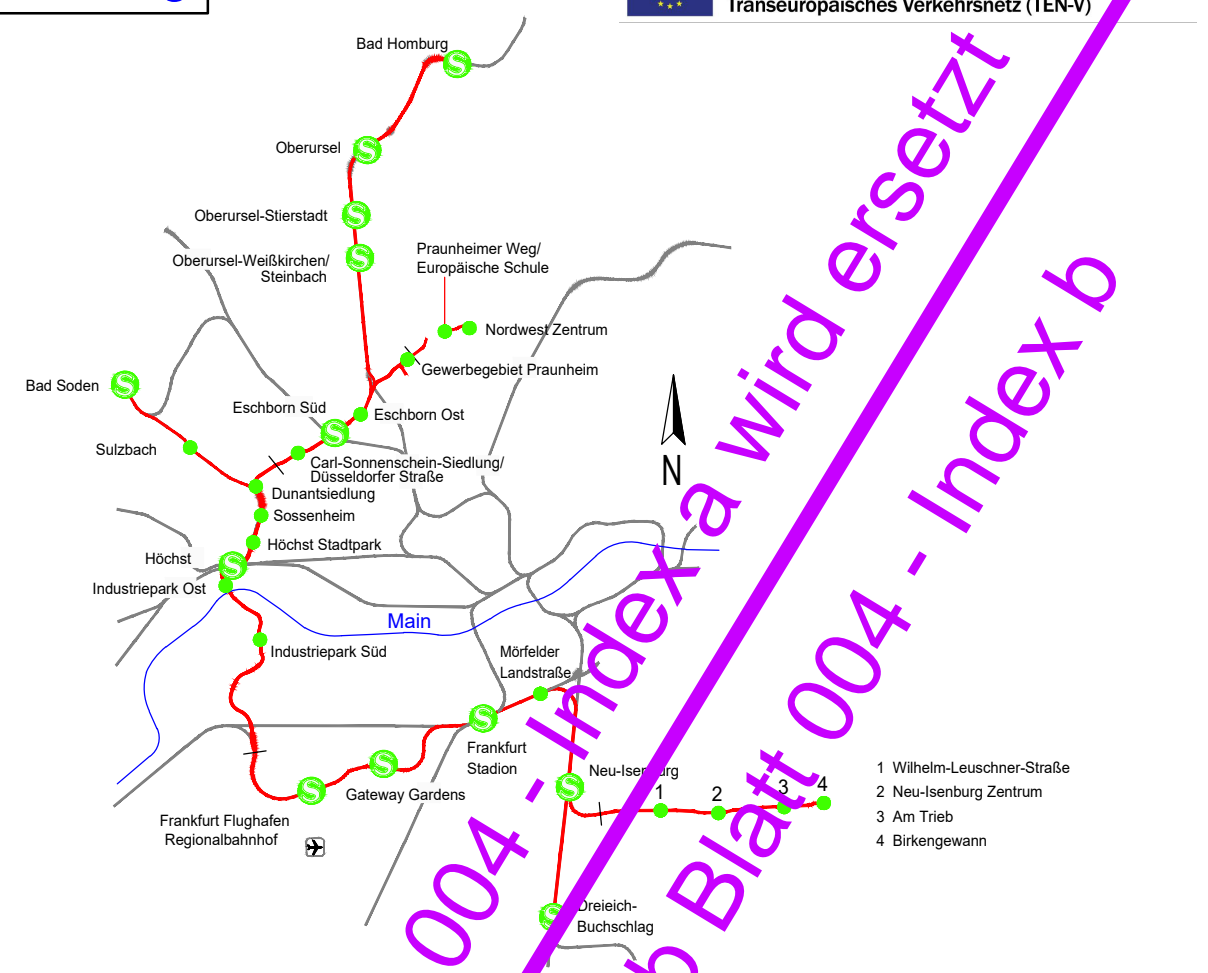 Transeuropäisches Verkehrsnetz (TEN-V)
Bad Homburg
Oberursel
Oberursel-Stierstadt
Oberursel-Weißkirchen/
Steinbach
Praunheimer Weg/
Europäische Schule
Nordwest Zentrum
Gewerbegebiet Praunheim
Bad Soden
Eschborn Süd
Eschborn Ost
Sulzbach
Carl-Sonnenschein-Siedlung/
Düsseldorfer Straße
Dunantsiedlung
Sossenheim
Höchst Stadtpark
Höchst
Industriepark Ost
Main
Industriepark Süd
Mörfelder
Landstraße
N
Frankfurt
Stadion
Gateway Gardens
Frankfurt Flughafen
Regionalbahnhof
Neu-Isenburg
1
2
3
4
Dreieich-
Buchschlag
1 Wilhelm-Leuschner-Straße
2 Neu-Isenburg Zentrum
3 Am Trieb
4 Birkengewann
004 - Index a wird ersetzt
b Blatt 004 - Index b